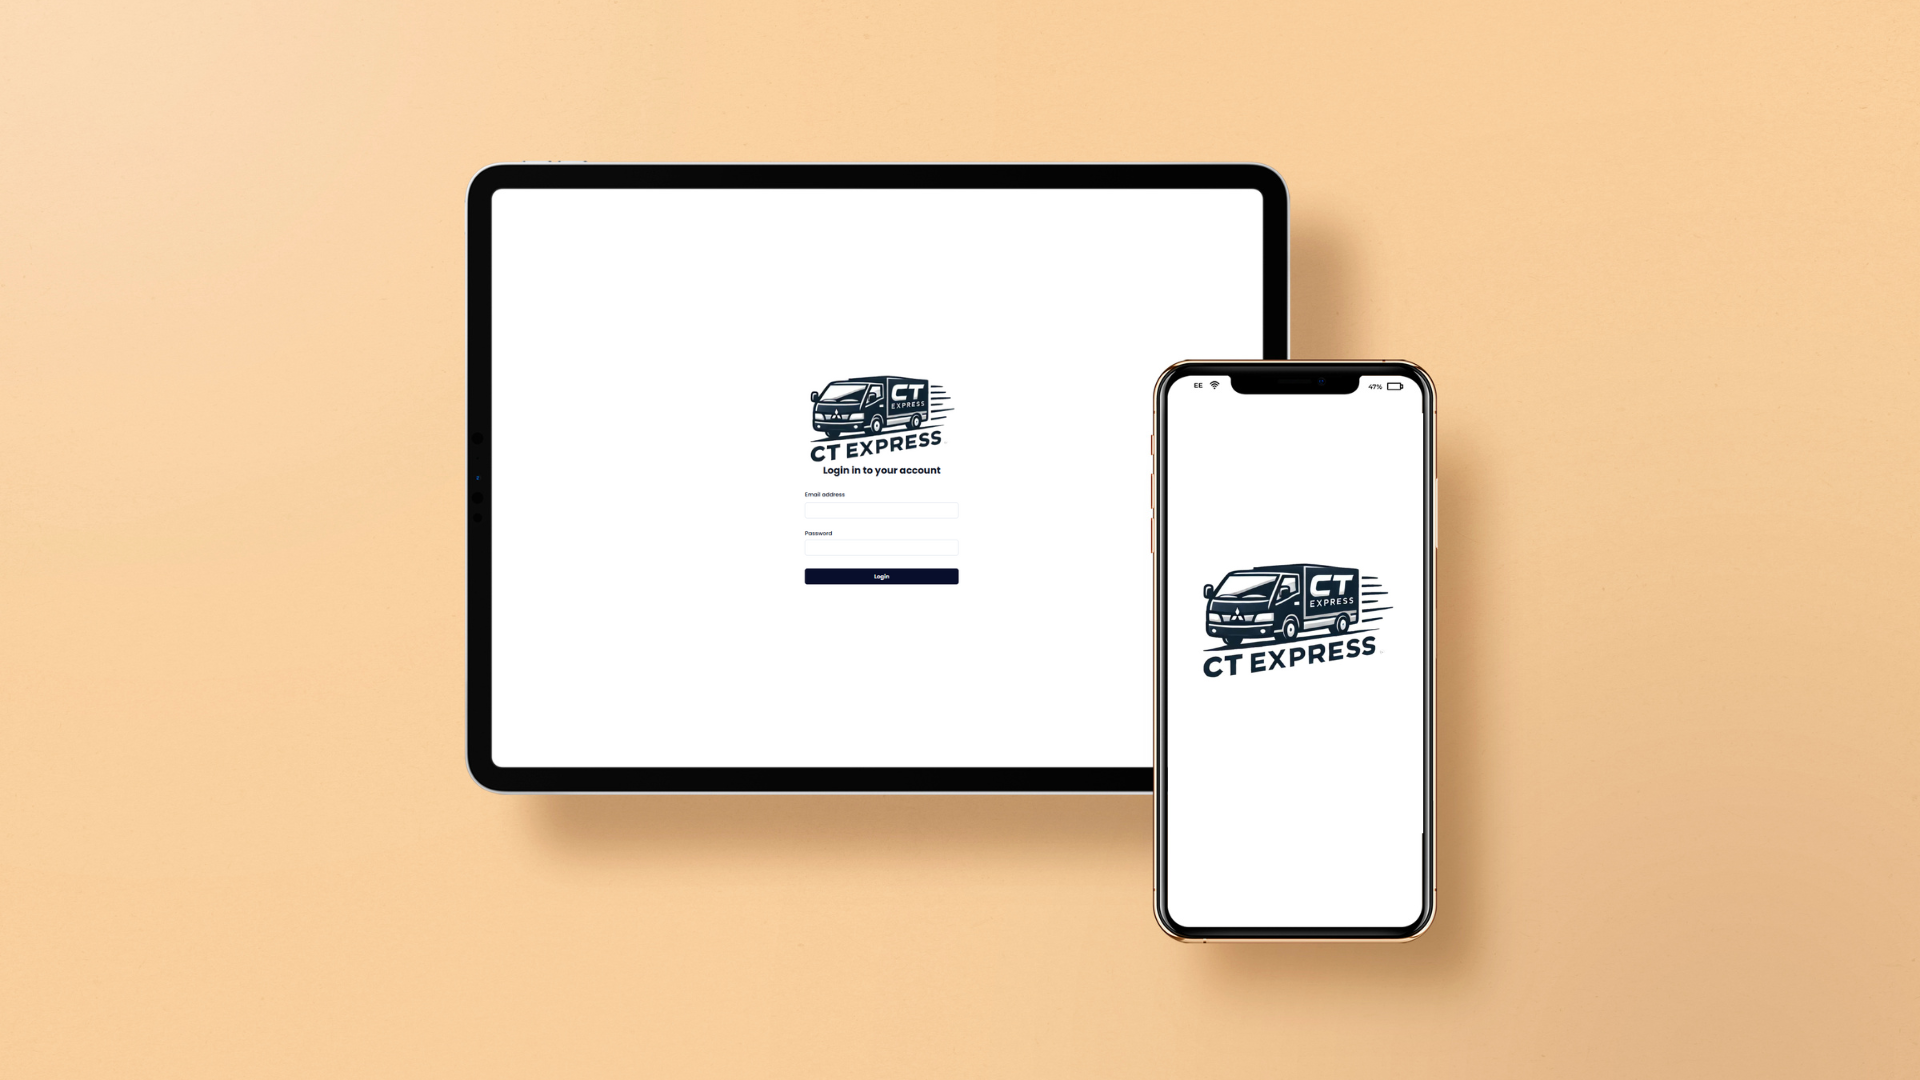 CT
EXPRESS
CT EXPRESS
Login in to your account
Email address
Password
Login
EE
47%
CT
EXPRESS
CT EXPRESS